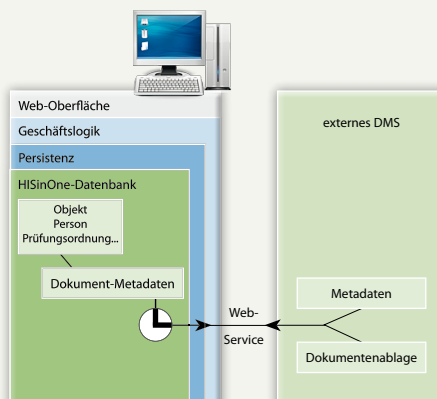 Web-Oberfläche
Geschäftslogik
Persistenz
HISinOne-Datenbank
Objekt
Person
Prüfungsordnung...
Dokument-Metadaten
Web-
Service
externes DMS
Metadaten
Dokumentenablage